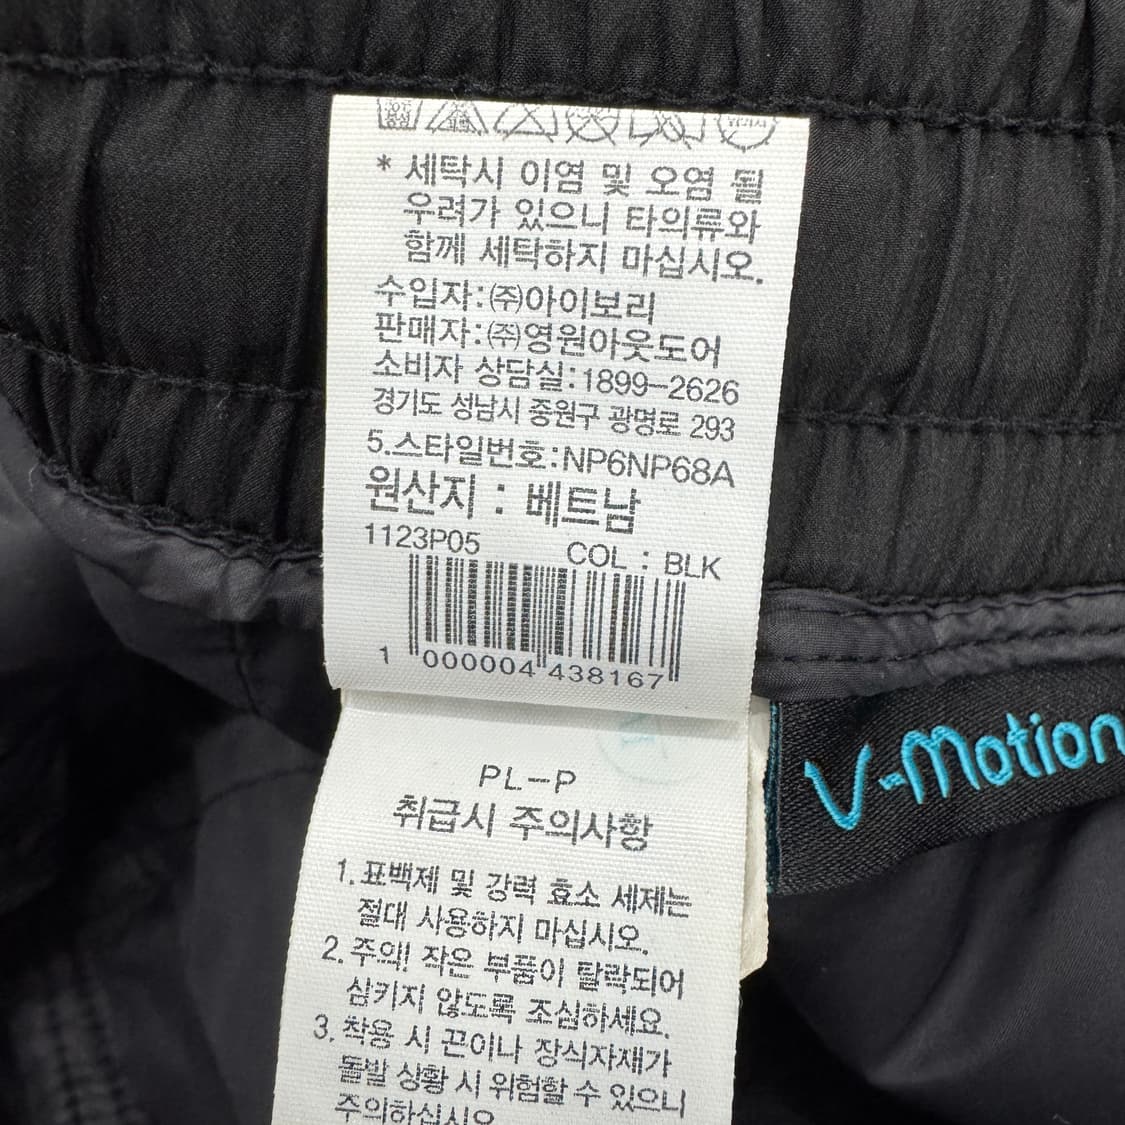 * 세탁시 이염 및 오염 될
우려가 있으니 타의류와
함께 세탁하지 마십시오.
수입자:㈜아이보리
판매자:㈜영원아웃도어
소비자 상담실:1899-2626
경기도 성남시 중원구 광명로 293
5.스타일번호:NP6NP68A
원산지 : 베트남
1123P05 COL : BLK
1 000004 438167
V-Motion
PL-P
취급시 주의사항
1.표백제 및 강력 효소 세제는
절대 사용하지 마십시오.
2.주의! 작은 부품이 탈락되어
삼키지 않도록 조심하세요.
3.착용 시 끈이나 장식자재가
돌발 상황 시 위험할 수 있으니
주의하십시오